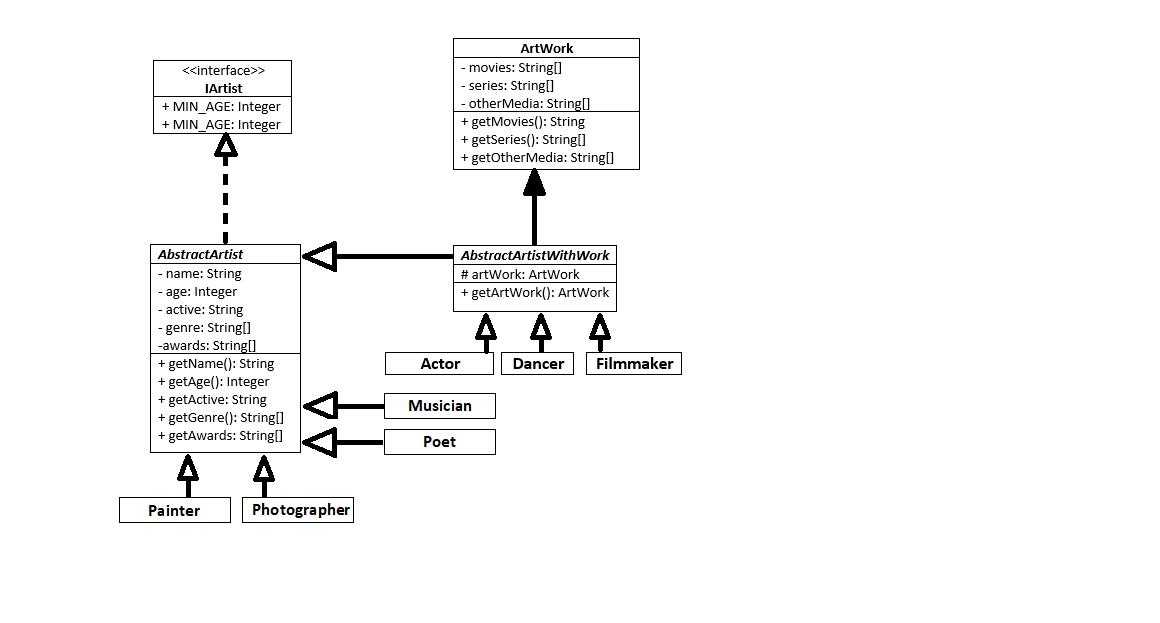 <<interface>>
IArtist
+ MIN_AGE: Integer
+ MIN_AGE: Integer
ArtWork
- movies: String[]
- series: String[]
- otherMedia: String[]
+ getMovies(): String
+ getSeries(): String[]
+ getOtherMedia: String[]
AbstractArtist
- name: String
- age: Integer
- active: String
- genre: String[]
-awards: String[]
+ getName(): String
+ getAge(): Integer
+ getActive: String
+ getGenre(): String[]
+ getAwards: String[]
AbstractArtistWithWork
# artWork: ArtWork
+ getArtWork(): ArtWork
Actor
Dancer
Filmmaker
Musician
Poet
Painter
Photographer